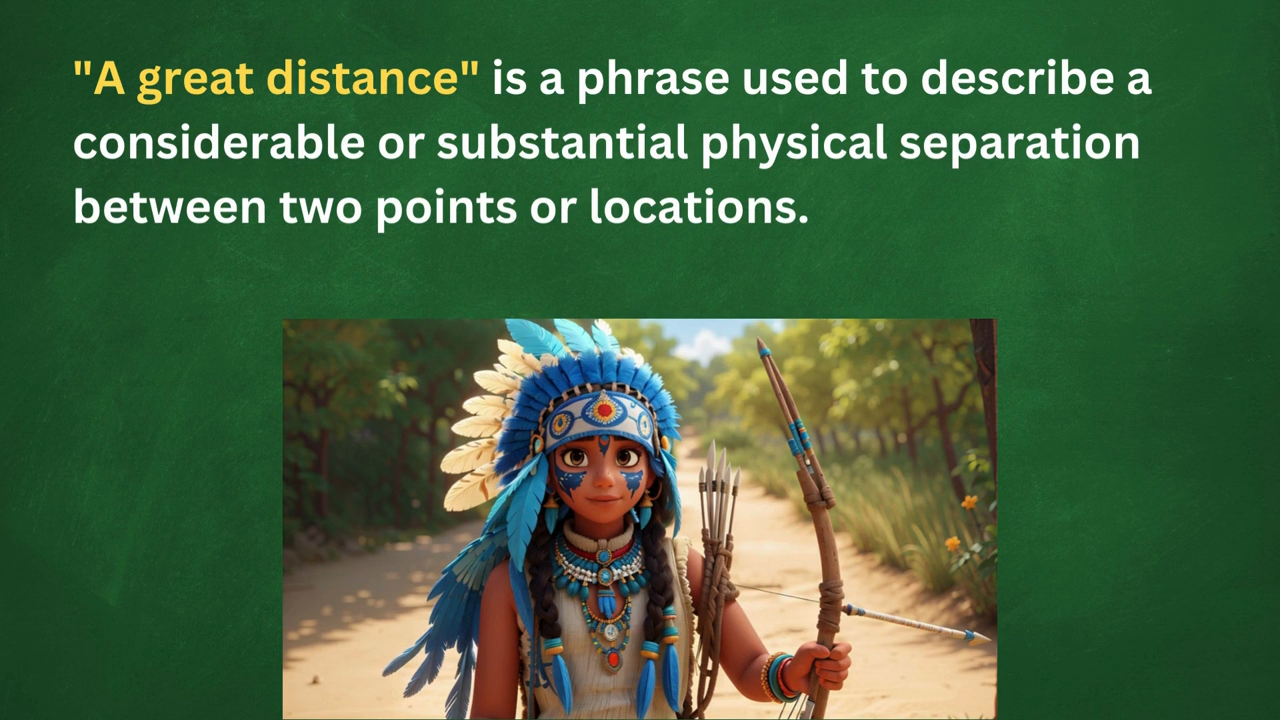 "A great distance" is a phrase used to describe a
considerable or substantial physical separation
between two points or locations.